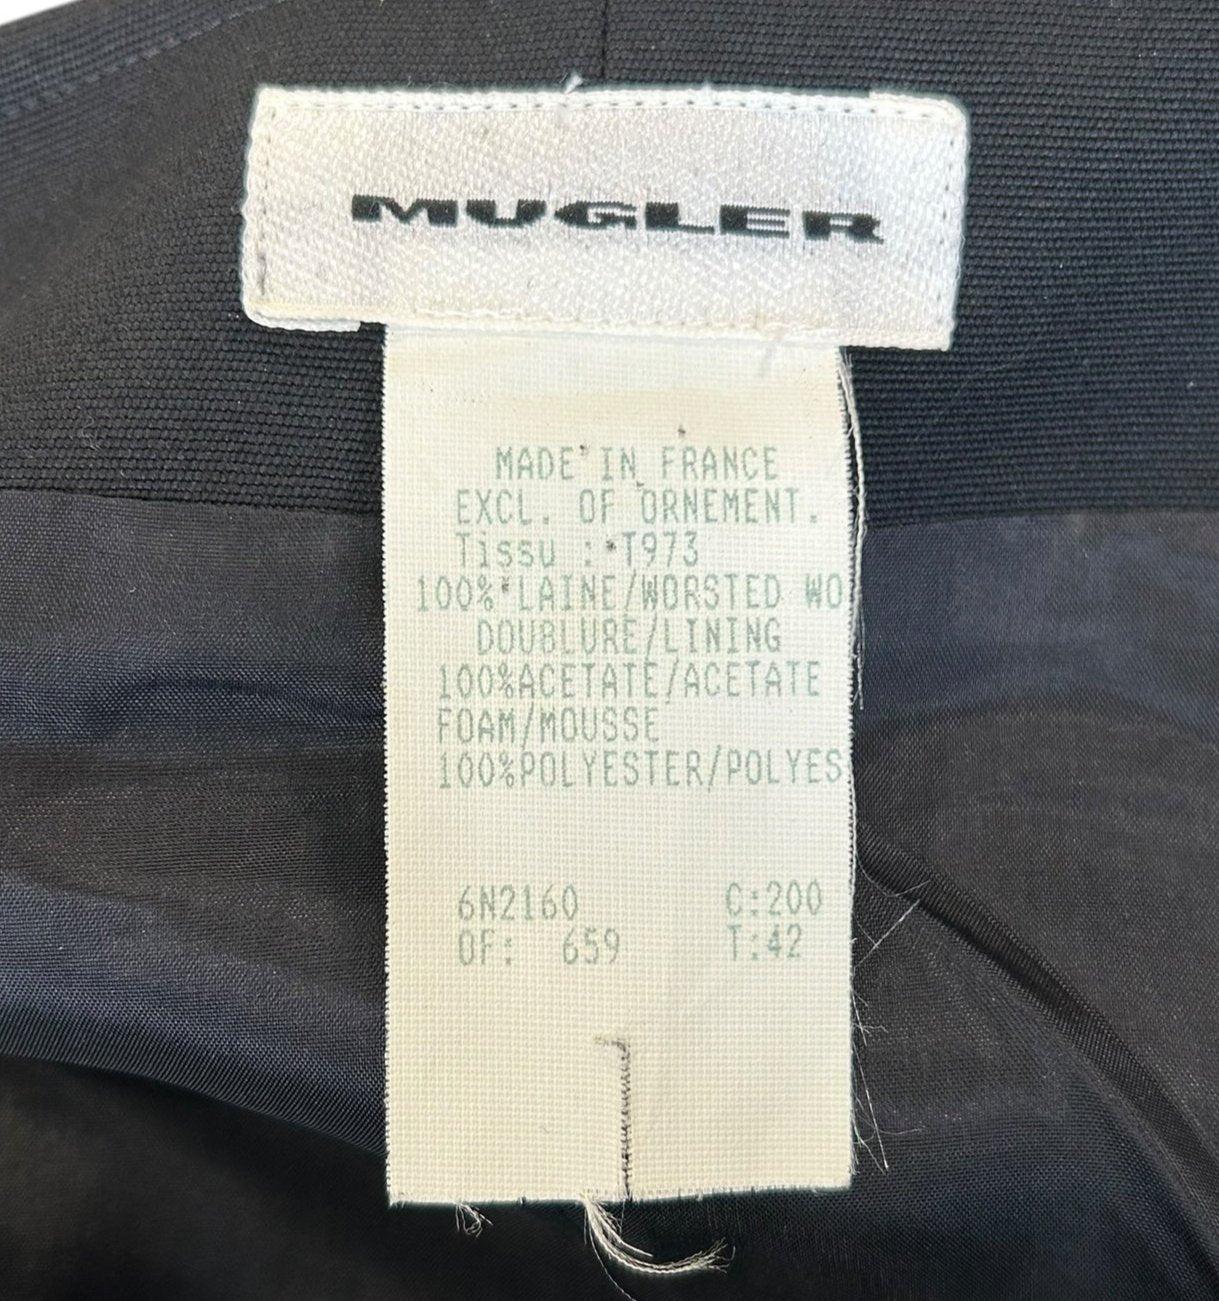 MUGLER
MADE IN FRANCE
EXCL. OF ORNEMENT.
Tissu : T973
100% LAINE/WORSTED WO
DOUBLURE/LINING
100%ACETATE/ACETATE
FOAM/MOUSSE
100%POLYESTER/POLYES
6N2160 C:200
OF: 659 T:42